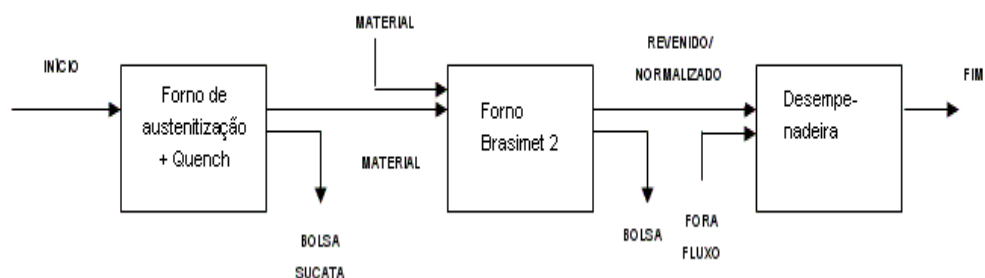 MATERIAL
REVENIDO/
NORMALIZADO
INÍCIO
FIM
Forno de
austenitização
+ Quench
Forno
Brasimet 2
Desempe-
nadeira
MATERIAL
BOLSA
SUCATA
BOLSA
FORA
FLUXO